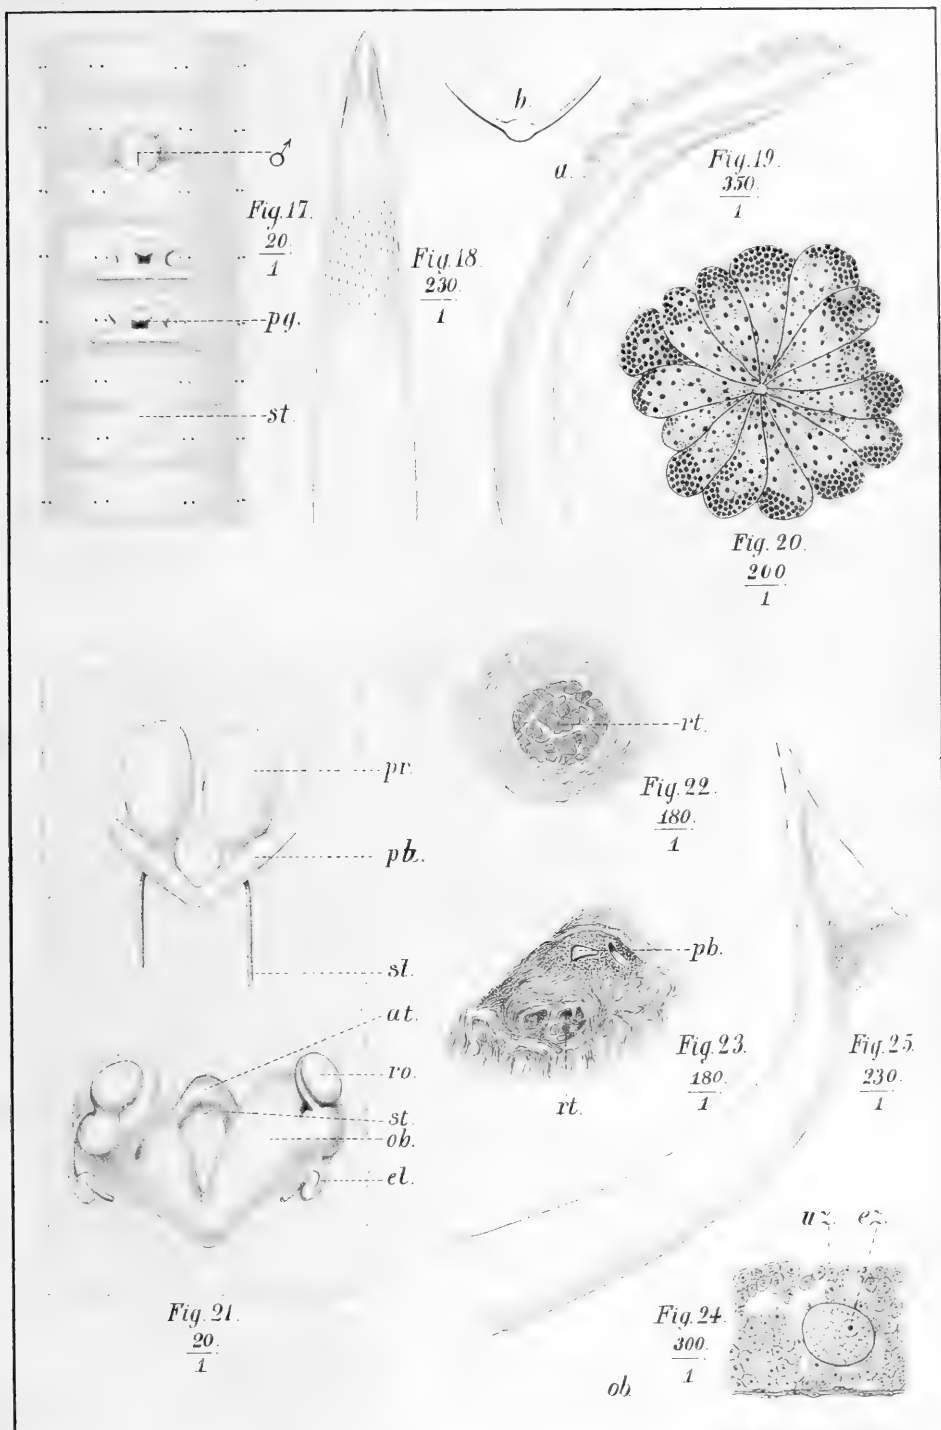 b.
♂
a.
Fig. 19.
350.
1
Fig. 17.
20.
1
Fig. 18.
230.
1
pg.
st.
Fig. 20.
200
1
rt.
pr.
Fig. 22.
180.
1
pb.
st.
pb.
at.
Fig. 23.
180.
1
Fig. 25.
230.
1
ro.
rt.
st.
ob.
el.
Fig. 21.
20.
1
Fig. 24.
300.
1
ob